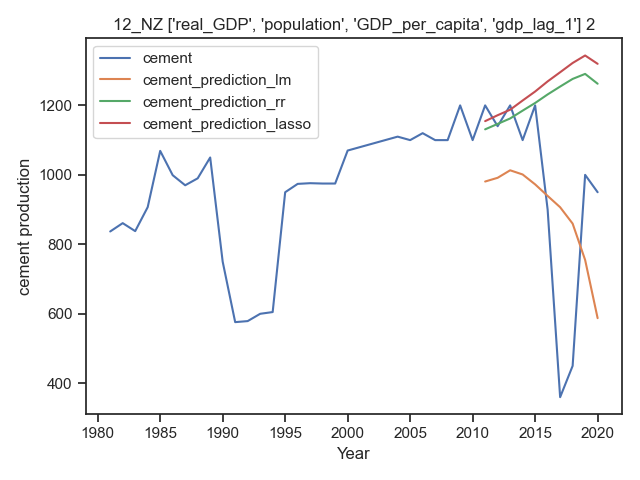 12_NZ ['real_GDP', 'population', 'GDP_per_capita', 'gdp_lag_1'] 2
cement
cement_prediction_lm
cement_prediction_rr
cement_prediction_lasso
cement production
1200
1000
800
600
400
1980 1985 1990 1995 2000 2005 2010 2015 2020
Year